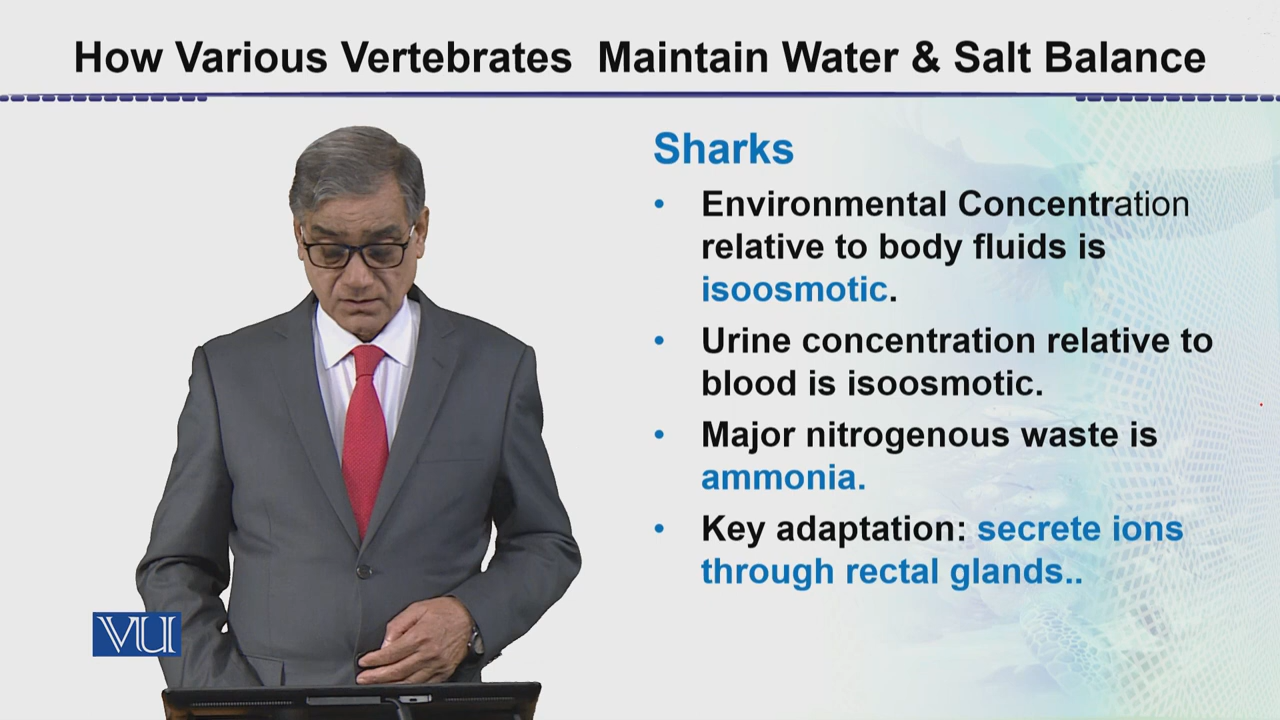 How Various Vertebrates Maintain Water & Salt Balance
Sharks
• Environmental Concentration
relative to body fluids is
isoosmotic.
• Urine concentration relative to
blood is isoosmotic.
• Major nitrogenous waste is
ammonia.
• Key adaptation: secrete ions
through rectal glands..
VU